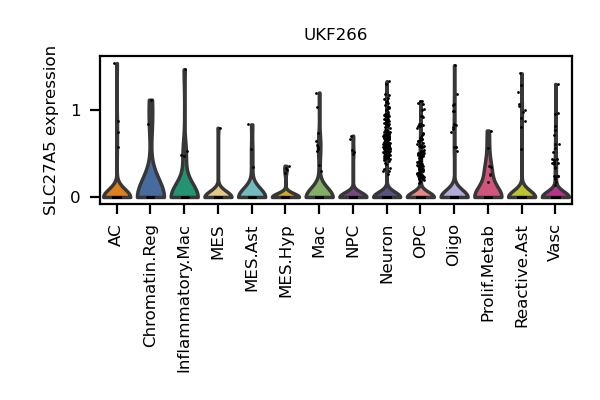 UKF266
SLC27A5 expression
1
0
AC
Chromatin.Reg
Inflammatory.Mac
MES
MES.Ast
MES.Hyp
Mac
NPC
Neuron
OPC
Oligo
Prolif.Metab
Reactive.Ast
Vasc